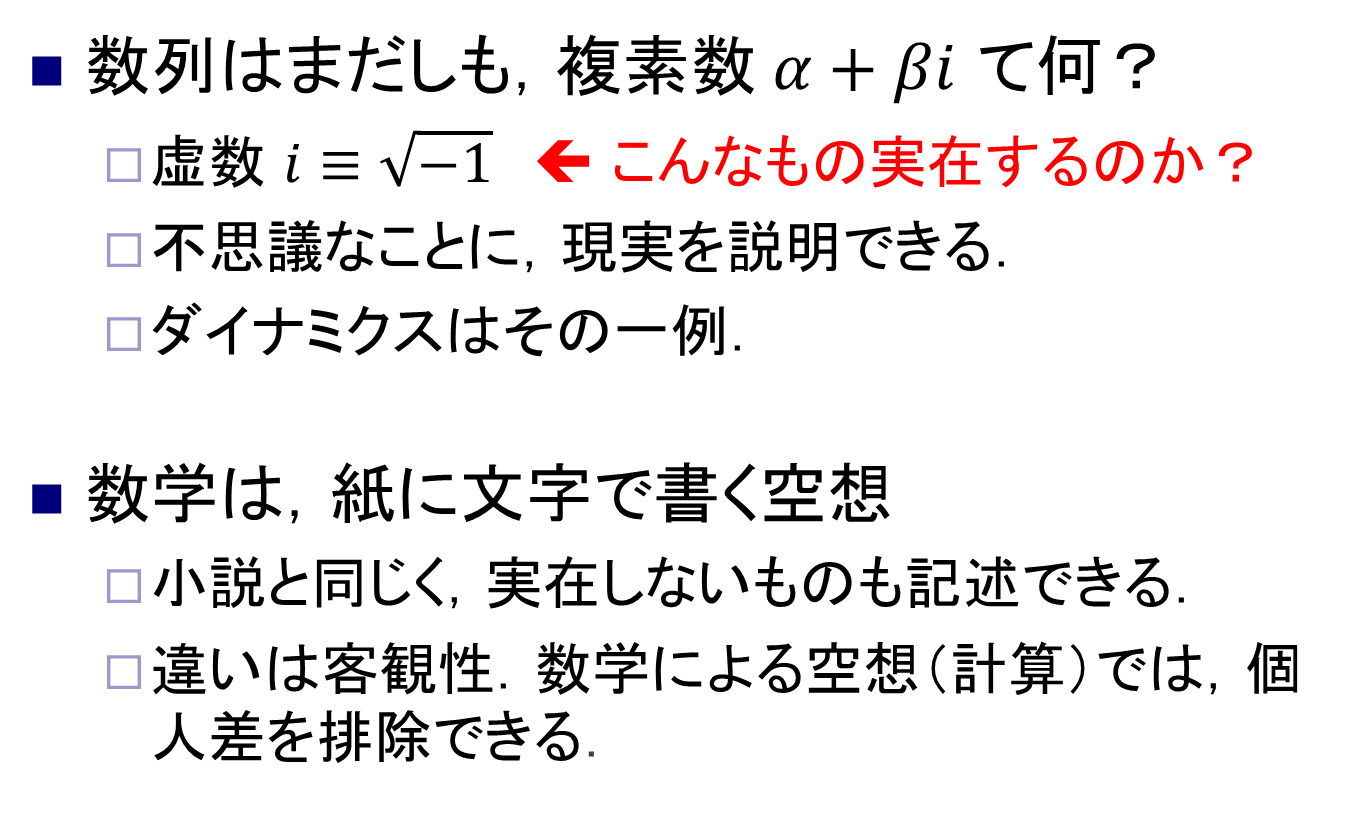 ■ 数列はまだしも，複素数 α + βi て何？
□ 虚数 i ≡ √−1 ← こんなもの実在するのか？
□ 不思議なことに，現実を説明できる．
□ ダイナミクスはその一例．
■ 数学は，紙に文字で書く空想
□ 小説と同じく，実在しないものも記述できる．
□ 違いは客観性．数学による空想（計算）では，個
人差を排除できる．